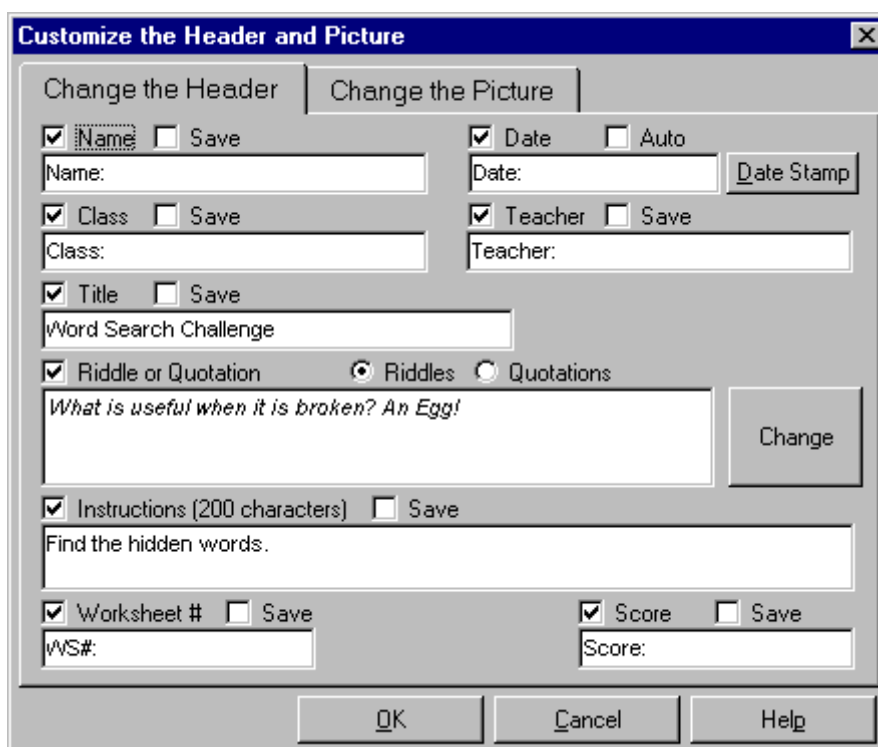 Customize the Header and Picture
Change the Header Change the Picture
Name Save Date Auto
Name: Date: Date Stamp
Class Save Teacher Save
Class: Teacher:
Title Save
Word Search Challenge
Riddle or Quotation Riddles Quotations
What is useful when it is broken? An Egg!
Change
Instructions (200 characters) Save
Find the hidden words.
Worksheet # Save Score Save
WS#: Score:
OK Cancel Help